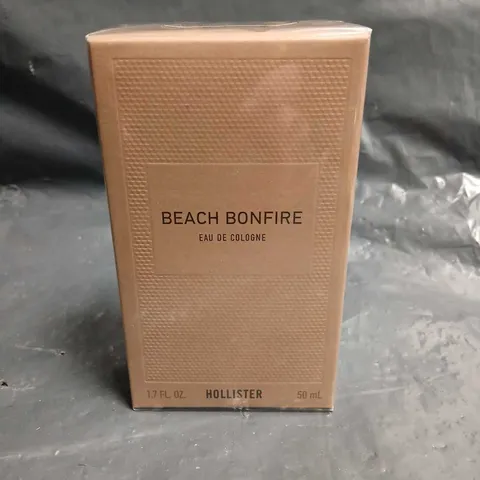 BEACH BONFIRE
EAU DE COLOGNE
1.7 FL. OZ. HOLLISTER 50 mL